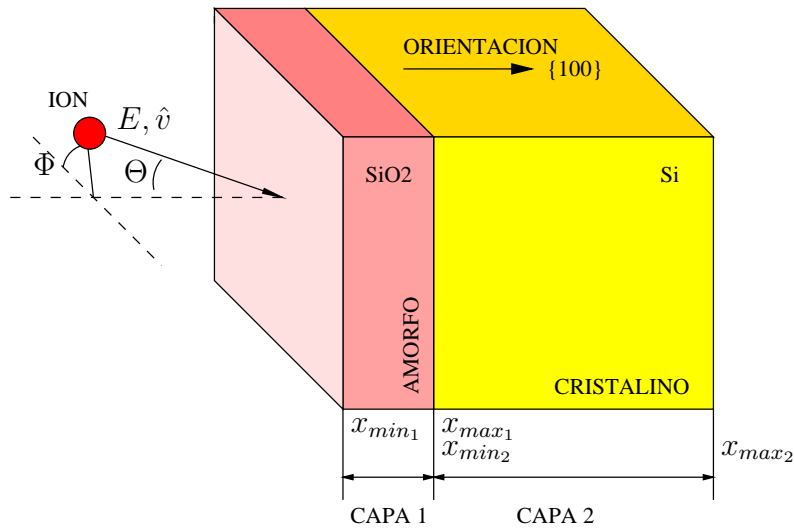 ORIENTACION
{100}
ION
E, v̂
Φ
Θ
SiO2
Si
AMORFO
CRISTALINO
x_{min_1}
x_{max_1}
x_{min_2}
x_{max_2}
CAPA 1
CAPA 2